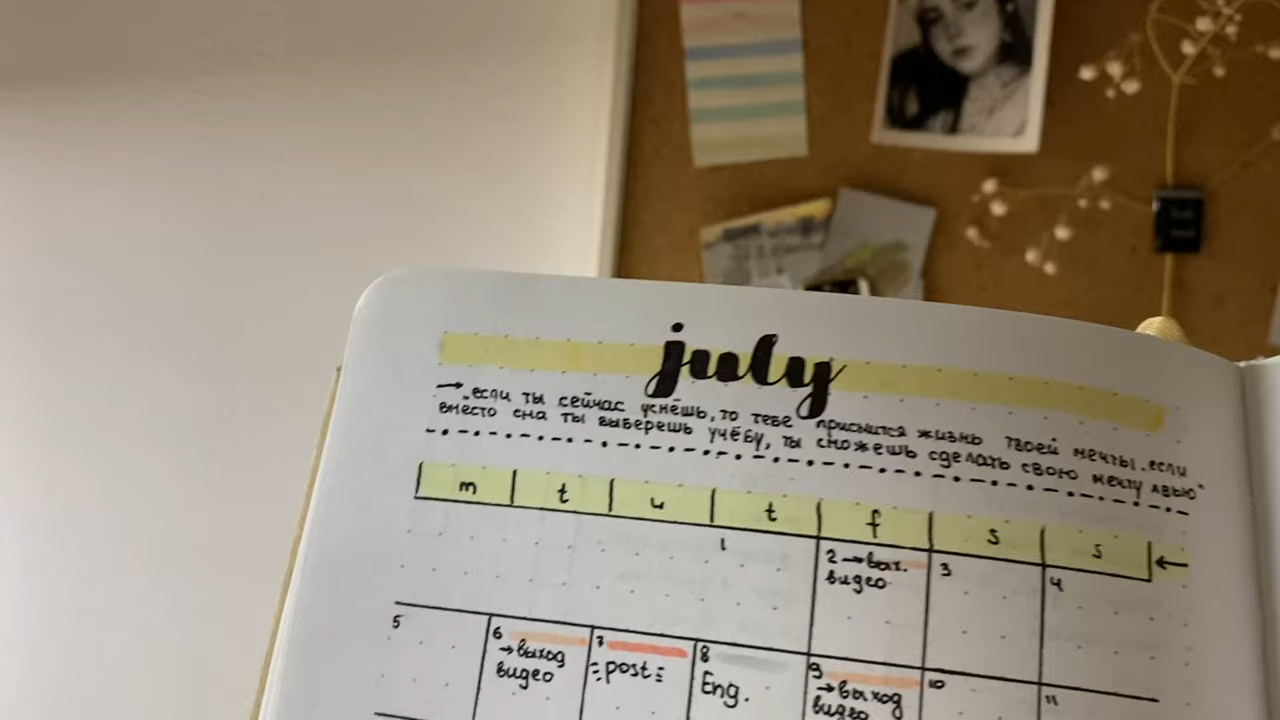 july
→„если ты сейчас уснёшь, то тебе приснится жизнь твоей мечты. если
вместо сна ты выберешь учёбу, ты сможешь сделать свою мечту явью“
m t w t f s s ←
1 2 → вых. 3 4
видео
5 6 7 8 9 10 11
→ выход post Eng. → выход
видео видео